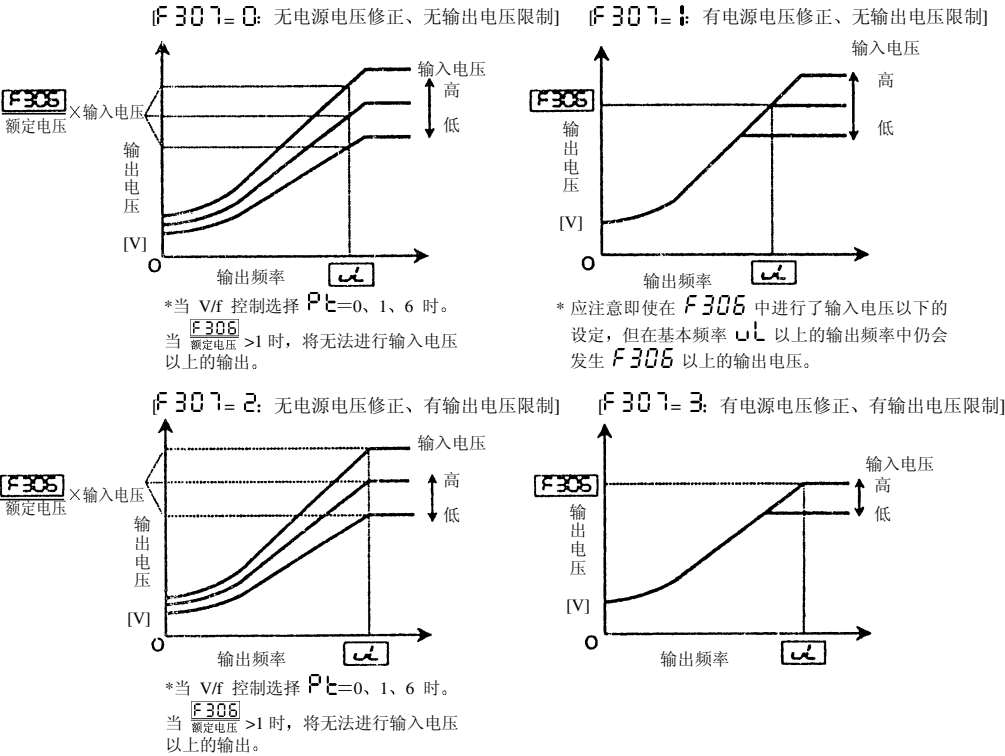 [F307=0: 无电源电压修正、无输出电压限制]
输入电压
高
低
F306
额定电压
×输入电压
输出电压
[V]
O
输出频率
uL
*当 V/f 控制选择 Pt=0、1、6 时。
当 F306/额定电压 >1 时，将无法进行输入电压
以上的输出。
[F307=1: 有电源电压修正、无输出电压限制]
输入电压
高
低
F306
输出电压
[V]
O
输出频率
uL
* 应注意即使在 F306 中进行了输入电压以下的
设定，但在基本频率 uL 以上的输出频率中仍会
发生 F306 以上的输出电压。
[F307=2: 无电源电压修正、有输出电压限制]
输入电压
高
低
F306
额定电压
×输入电压
输出电压
[V]
O
输出频率
uL
*当 V/f 控制选择 Pt=0、1、6 时。
当 F306/额定电压 >1 时，将无法进行输入电压
以上的输出。
[F307=3: 有电源电压修正、有输出电压限制]
输入电压
高
低
F306
输出电压
[V]
O
输出频率
uL